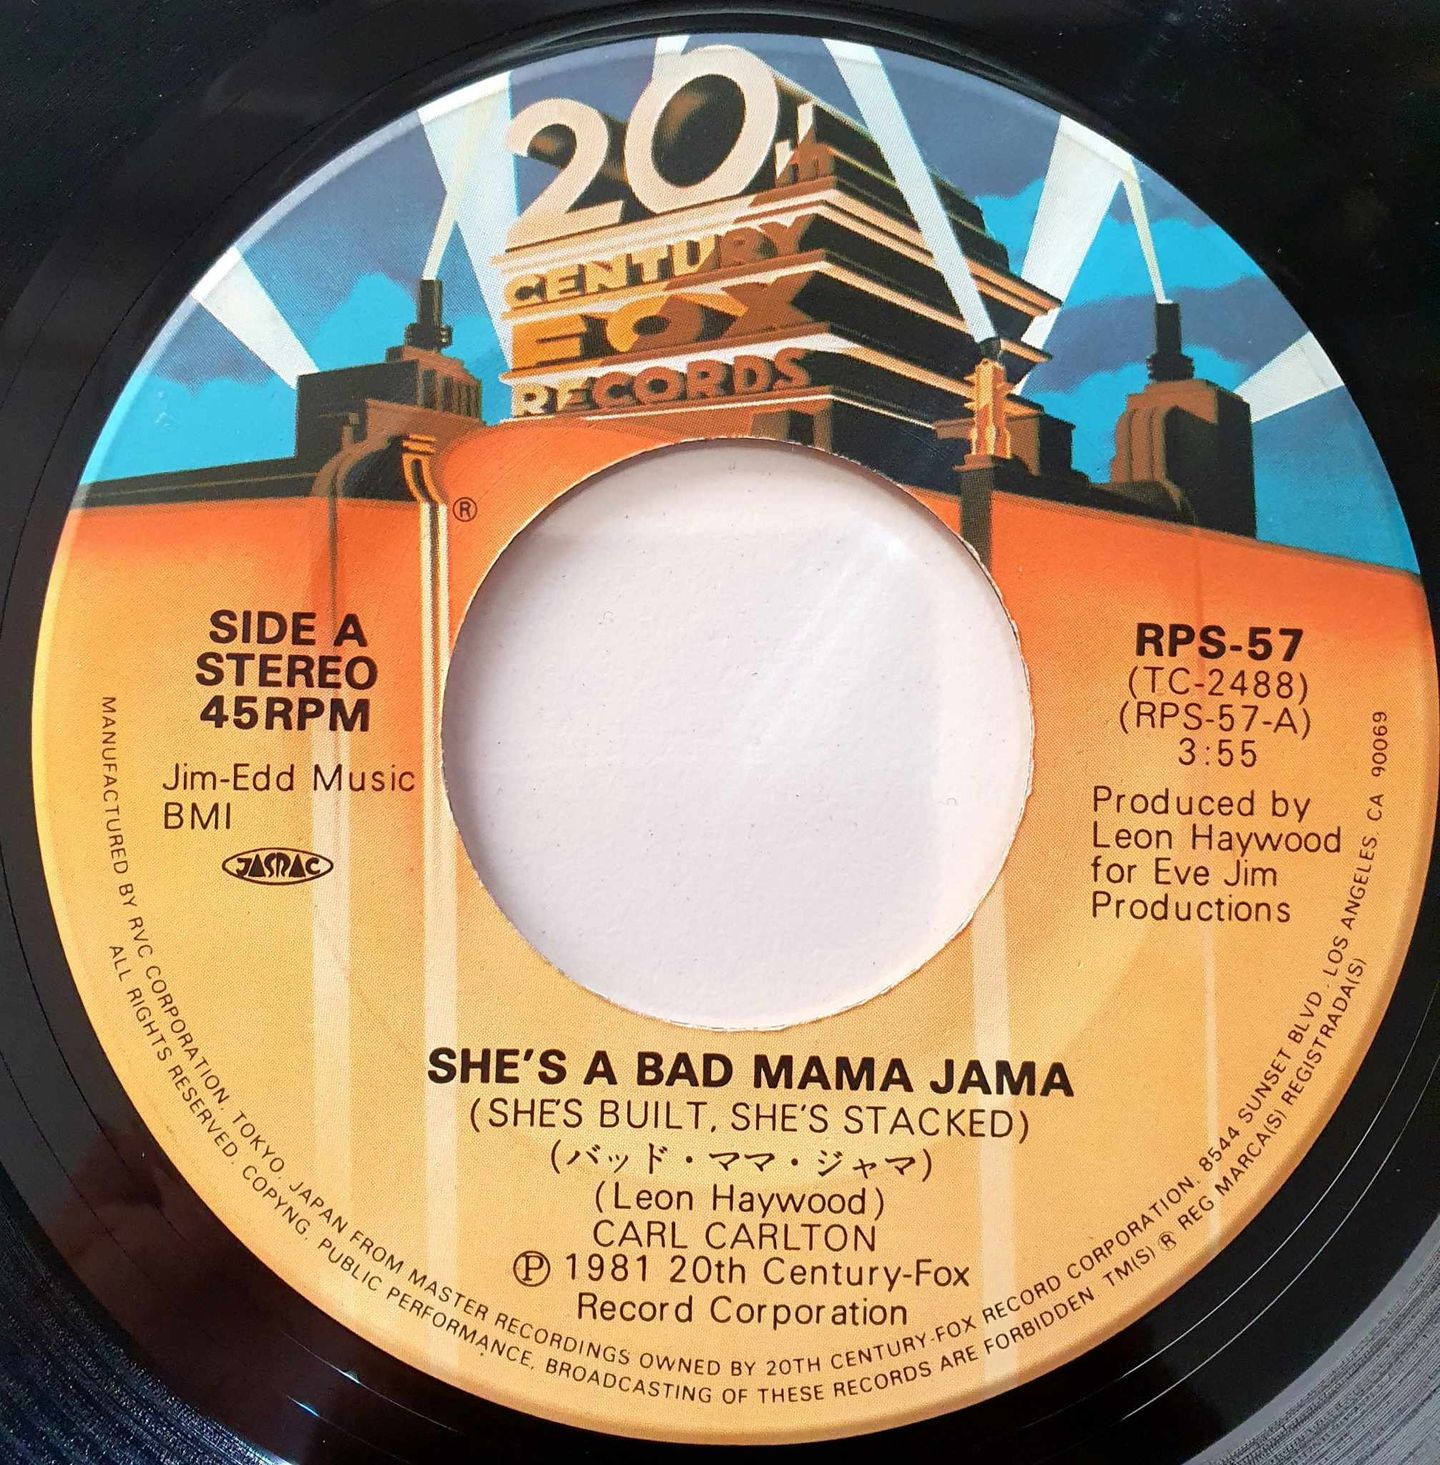 20th
CENTURY
FOX
RECORDS
®
SIDE A
STEREO
45RPM
Jim-Edd Music
BMI
JASRAC
RPS-57
(TC-2488)
(RPS-57-A)
3:55
Produced by
Leon Haywood
for Eve Jim
Productions
SHE'S A BAD MAMA JAMA
(SHE'S BUILT, SHE'S STACKED)
(バッド・ママ・ジャマ)
(Leon Haywood)
CARL CARLTON
Ⓟ 1981 20th Century-Fox
Record Corporation
MANUFACTURED BY RVC CORPORATION. TOKYO. JAPAN FROM MASTER RECORDINGS OWNED BY 20TH CENTURY-FOX RECORD CORPORATION. 8544 SUNSET BLVD., LOS ANGELES. CA 90069
ALL RIGHTS RESERVED. COPYNG. PUBLIC PERFORMANCE, BROADCASTING OF THESE RECORDS ARE FORBIDDEN TM(S) ® REG MARCA(S) REGISTRADA(S)